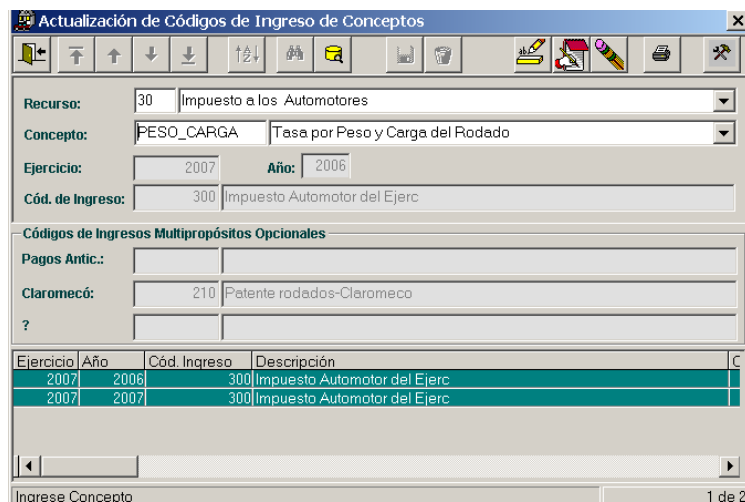 Actualización de Códigos de Ingreso de Conceptos
Recurso: 30 Impuesto a los Automotores
Concepto: PESO_CARGA Tasa por Peso y Carga del Rodado
Ejercicio: 2007 Año: 2006
Cód. de Ingreso: 300 Impuesto Automotor del Ejerc
Códigos de Ingresos Multipropósitos Opcionales
Pagos Antic.:
Claromecó: 210 Patente rodados-Claromeco
?
Ejercicio Año Cód. Ingreso Descripción C
2007 2006 300 Impuesto Automotor del Ejerc
2007 2007 300 Impuesto Automotor del Ejerc
Ingrese Concepto 1 de 2